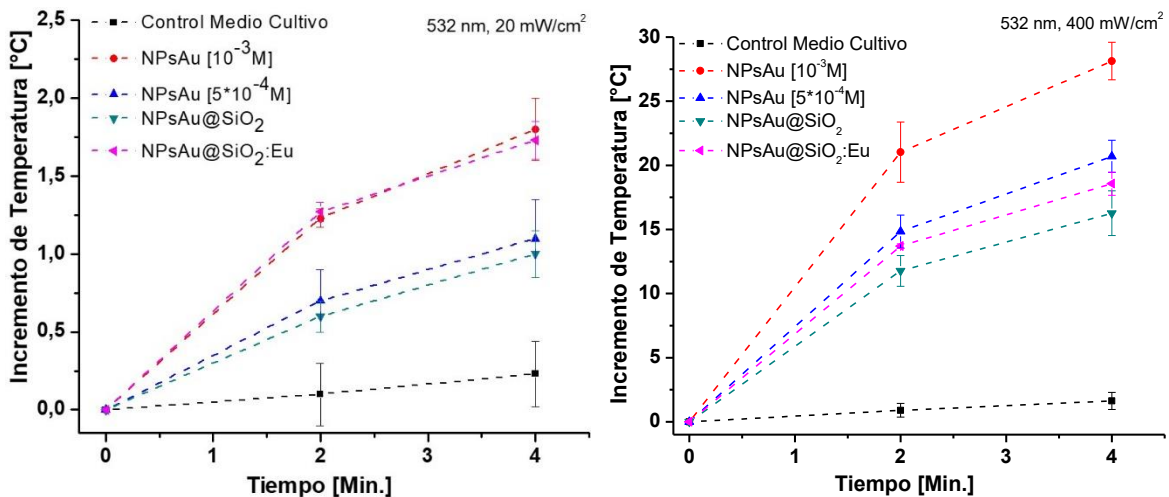 532 nm, 20 mW/cm²
Control Medio Cultivo
NPsAu [10⁻³M]
NPsAu [5*10⁻⁴M]
NPsAu@SiO₂
NPsAu@SiO₂:Eu
Incremento de Temperatura [°C]
2,5
2,0
1,5
1,0
0,5
0,0
0 1 2 3 4
Tiempo [Min.]
532 nm, 400 mW/cm²
Control Medio Cultivo
NPsAu [10⁻³M]
NPsAu [5*10⁻⁴M]
NPsAu@SiO₂
NPsAu@SiO₂:Eu
Incremento de Temperatura [°C]
30
25
20
15
10
5
0
0 1 2 3 4
Tiempo [Min.]